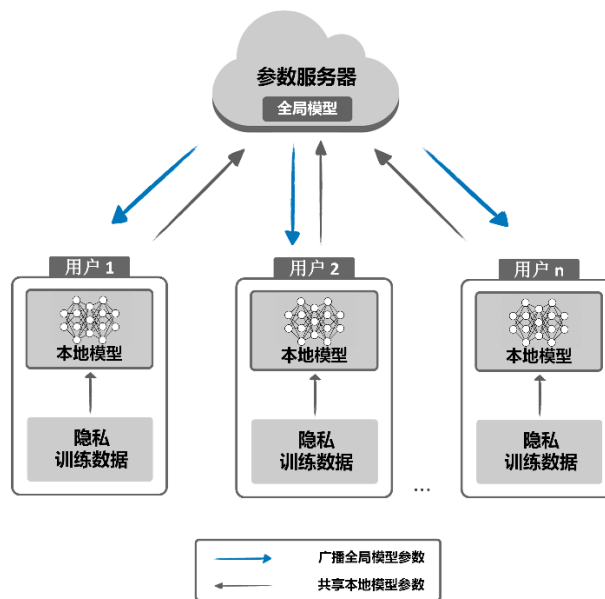 参数服务器
全局模型
用户 1
用户 2
用户 n
本地模型
本地模型
本地模型
隐私
训练数据
隐私
训练数据
隐私
训练数据
...
广播全局模型参数
共享本地模型参数